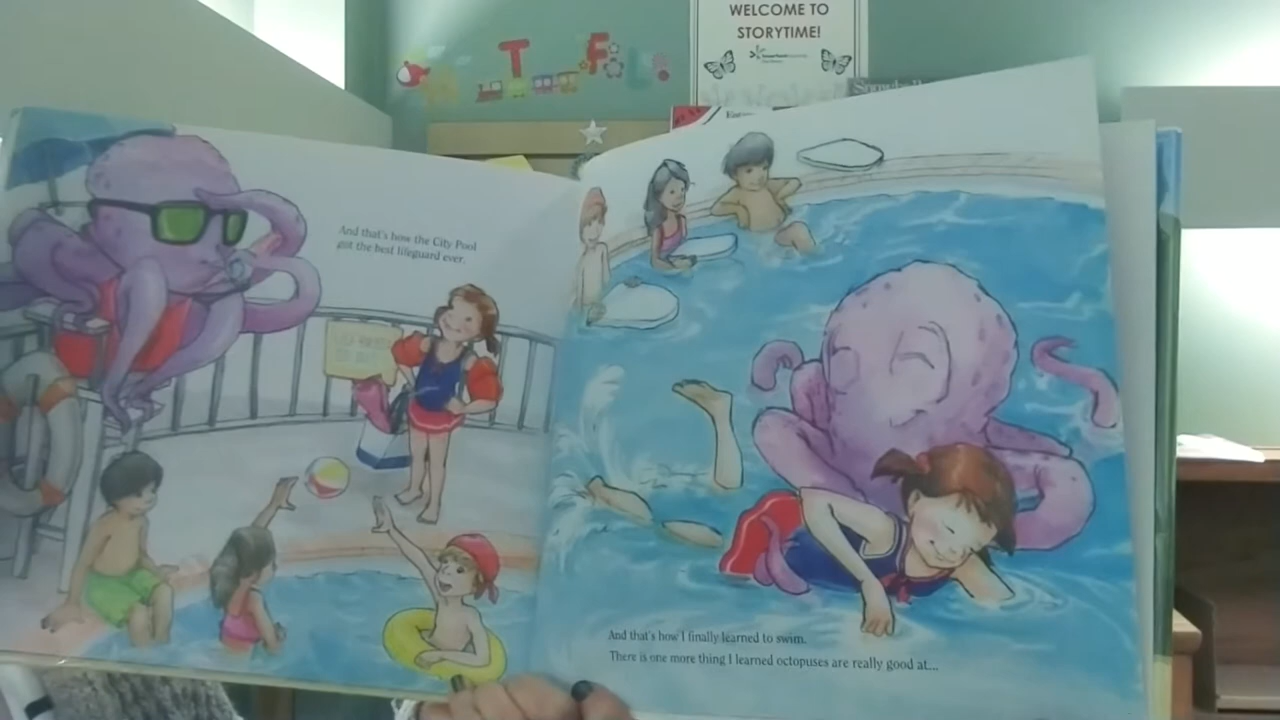 WELCOME TO
STORYTIME!
T F
And that's how the City Pool
got the best lifeguard ever.
And that's how I finally learned to swim.
There is one more thing I learned octopuses are really good at...